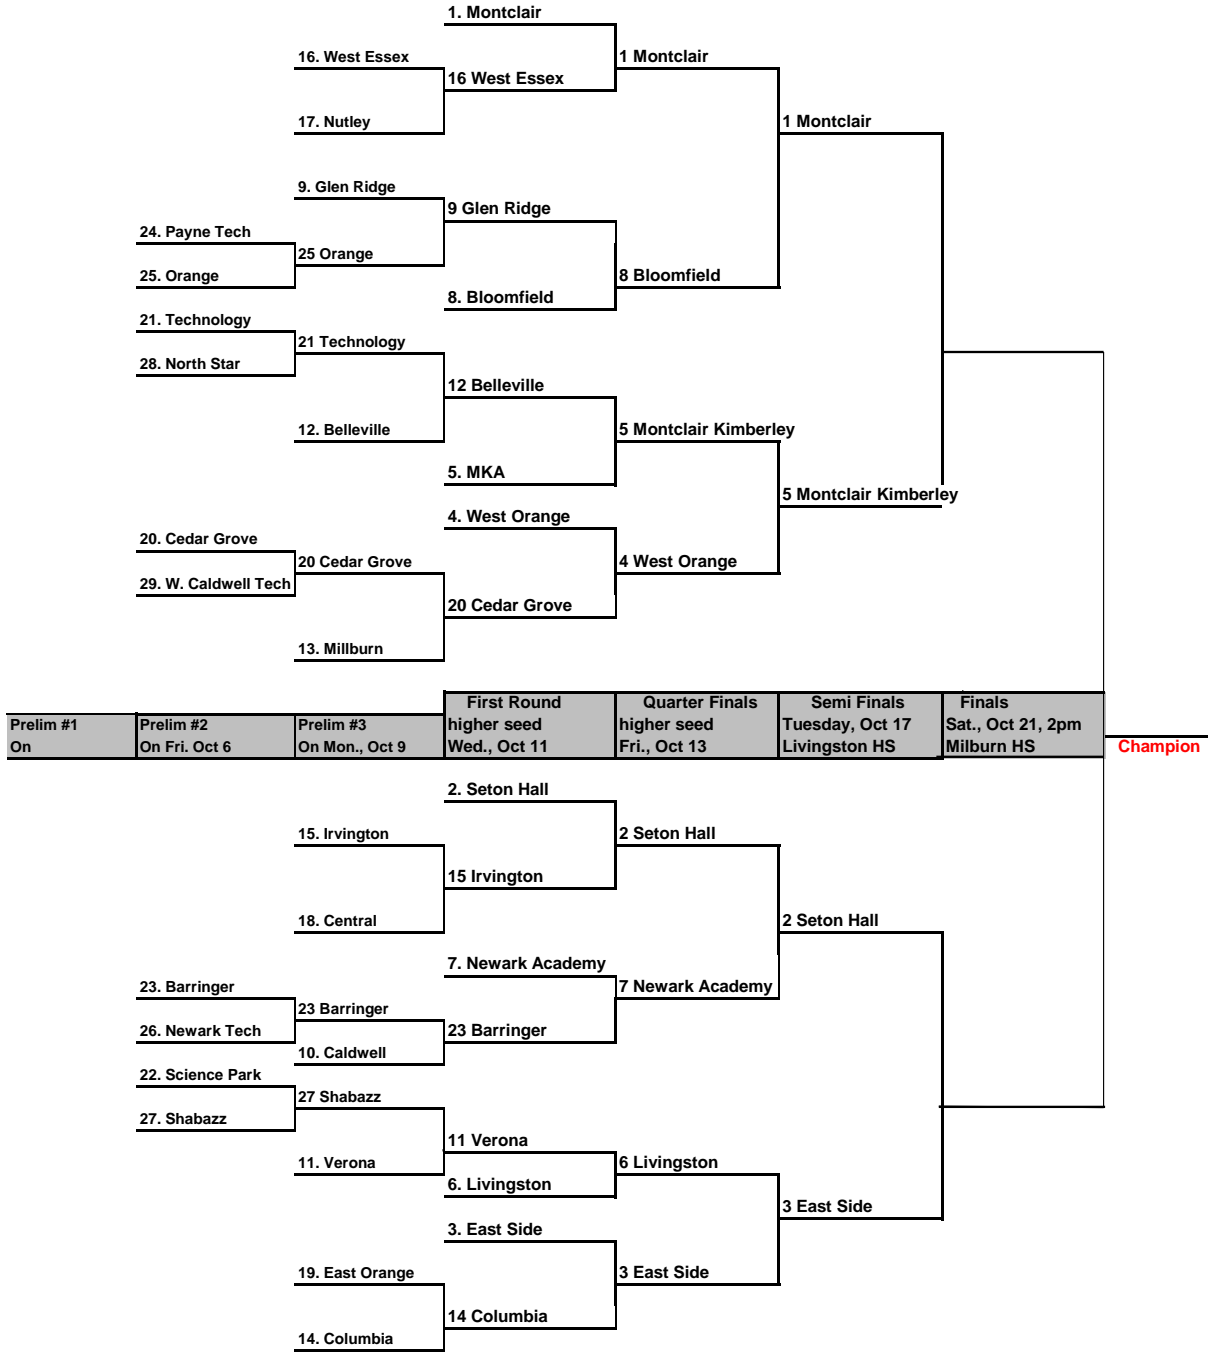 1. Montclair
16. West Essex
1 Montclair
16 West Essex
17. Nutley
1 Montclair
9. Glen Ridge
9 Glen Ridge
24. Payne Tech
25 Orange
25. Orange
8 Bloomfield
8. Bloomfield
21. Technology
21 Technology
28. North Star
12 Belleville
12. Belleville
5 Montclair Kimberley
5. MKA
5 Montclair Kimberley
4. West Orange
20. Cedar Grove
20 Cedar Grove
4 West Orange
29. W. Caldwell Tech
20 Cedar Grove
13. Millburn
First Round
Quarter Finals
Semi Finals
Finals
Prelim #1
Prelim #2
Prelim #3
higher seed
higher seed
Tuesday, Oct 17
Sat., Oct 21, 2pm
On
On Fri. Oct 6
On Mon., Oct 9
Wed., Oct 11
Fri., Oct 13
Livingston HS
Milburn HS
Champion
2. Seton Hall
15. Irvington
2 Seton Hall
15 Irvington
18. Central
2 Seton Hall
7. Newark Academy
23. Barringer
7 Newark Academy
23 Barringer
26. Newark Tech
23 Barringer
10. Caldwell
22. Science Park
27 Shabazz
27. Shabazz
11 Verona
11. Verona
6 Livingston
6. Livingston
3 East Side
3. East Side
19. East Orange
3 East Side
14 Columbia
14. Columbia